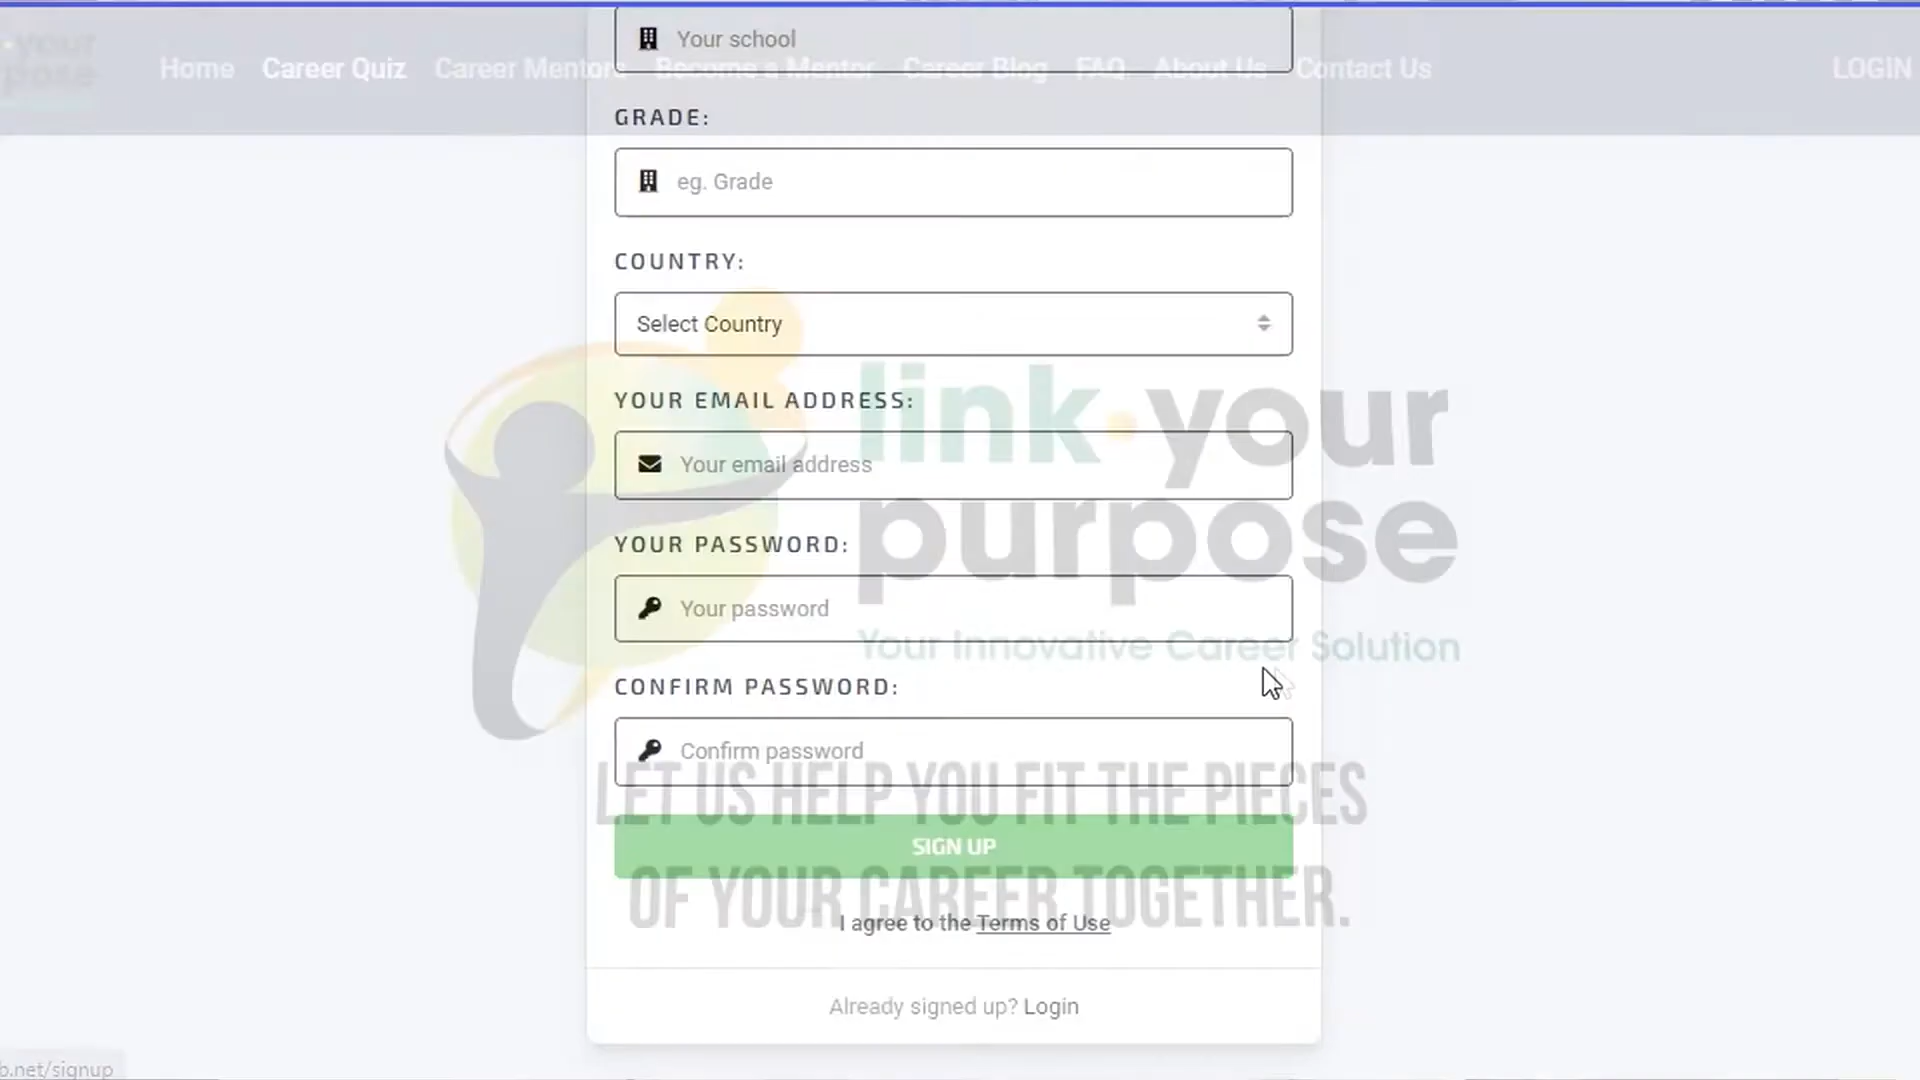 your
pose
Home Career Quiz Career Mentors Become a Mentor Career Blog FAQ About Us Contact Us LOGIN
Your school
GRADE:
eg. Grade
COUNTRY:
Select Country
link·your
purpose
Your Innovative Career Solution
YOUR EMAIL ADDRESS:
Your email address
YOUR PASSWORD:
Your password
CONFIRM PASSWORD:
Confirm password
LET US HELP YOU FIT THE PIECES
OF YOUR CAREER TOGETHER.
SIGN UP
I agree to the Terms of Use
Already signed up? Login
b.net/signup